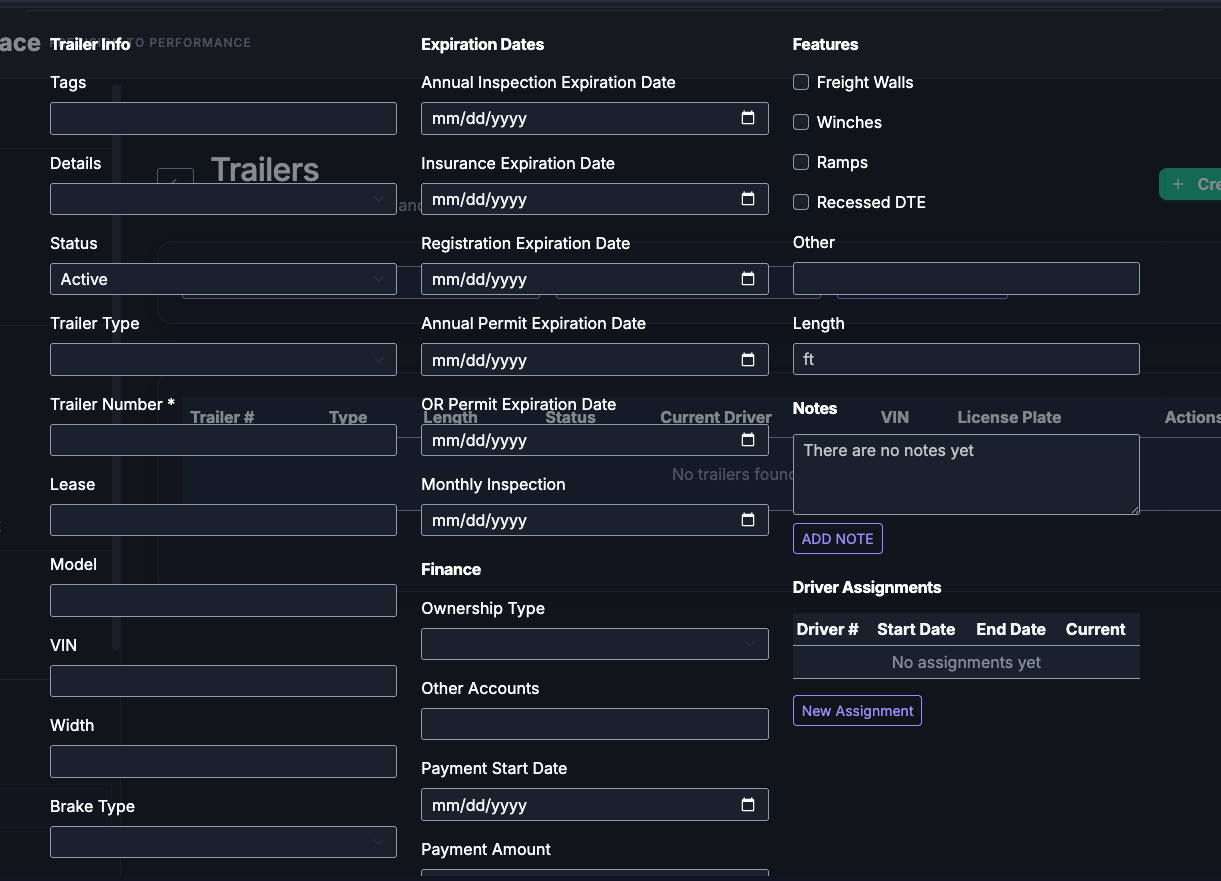 ace
TO PERFORMANCE
Trailer Info
Tags
Details
Status
Active
Trailer Type
Trailer Number *
Lease
Model
VIN
Width
Brake Type
Expiration Dates
Annual Inspection Expiration Date
mm/dd/yyyy
Insurance Expiration Date
mm/dd/yyyy
Registration Expiration Date
mm/dd/yyyy
Annual Permit Expiration Date
mm/dd/yyyy
OR Permit Expiration Date
mm/dd/yyyy
Monthly Inspection
mm/dd/yyyy
Finance
Ownership Type
Other Accounts
Payment Start Date
mm/dd/yyyy
Payment Amount
Features
Freight Walls
Winches
Ramps
Recessed DTE
Other
Length
ft
Notes
There are no notes yet
ADD NOTE
Driver Assignments
Driver # Start Date End Date Current
No assignments yet
New Assignment
Trailers
+ Cre
Trailer # Type Length Status Current Driver VIN License Plate Actions
No trailers found